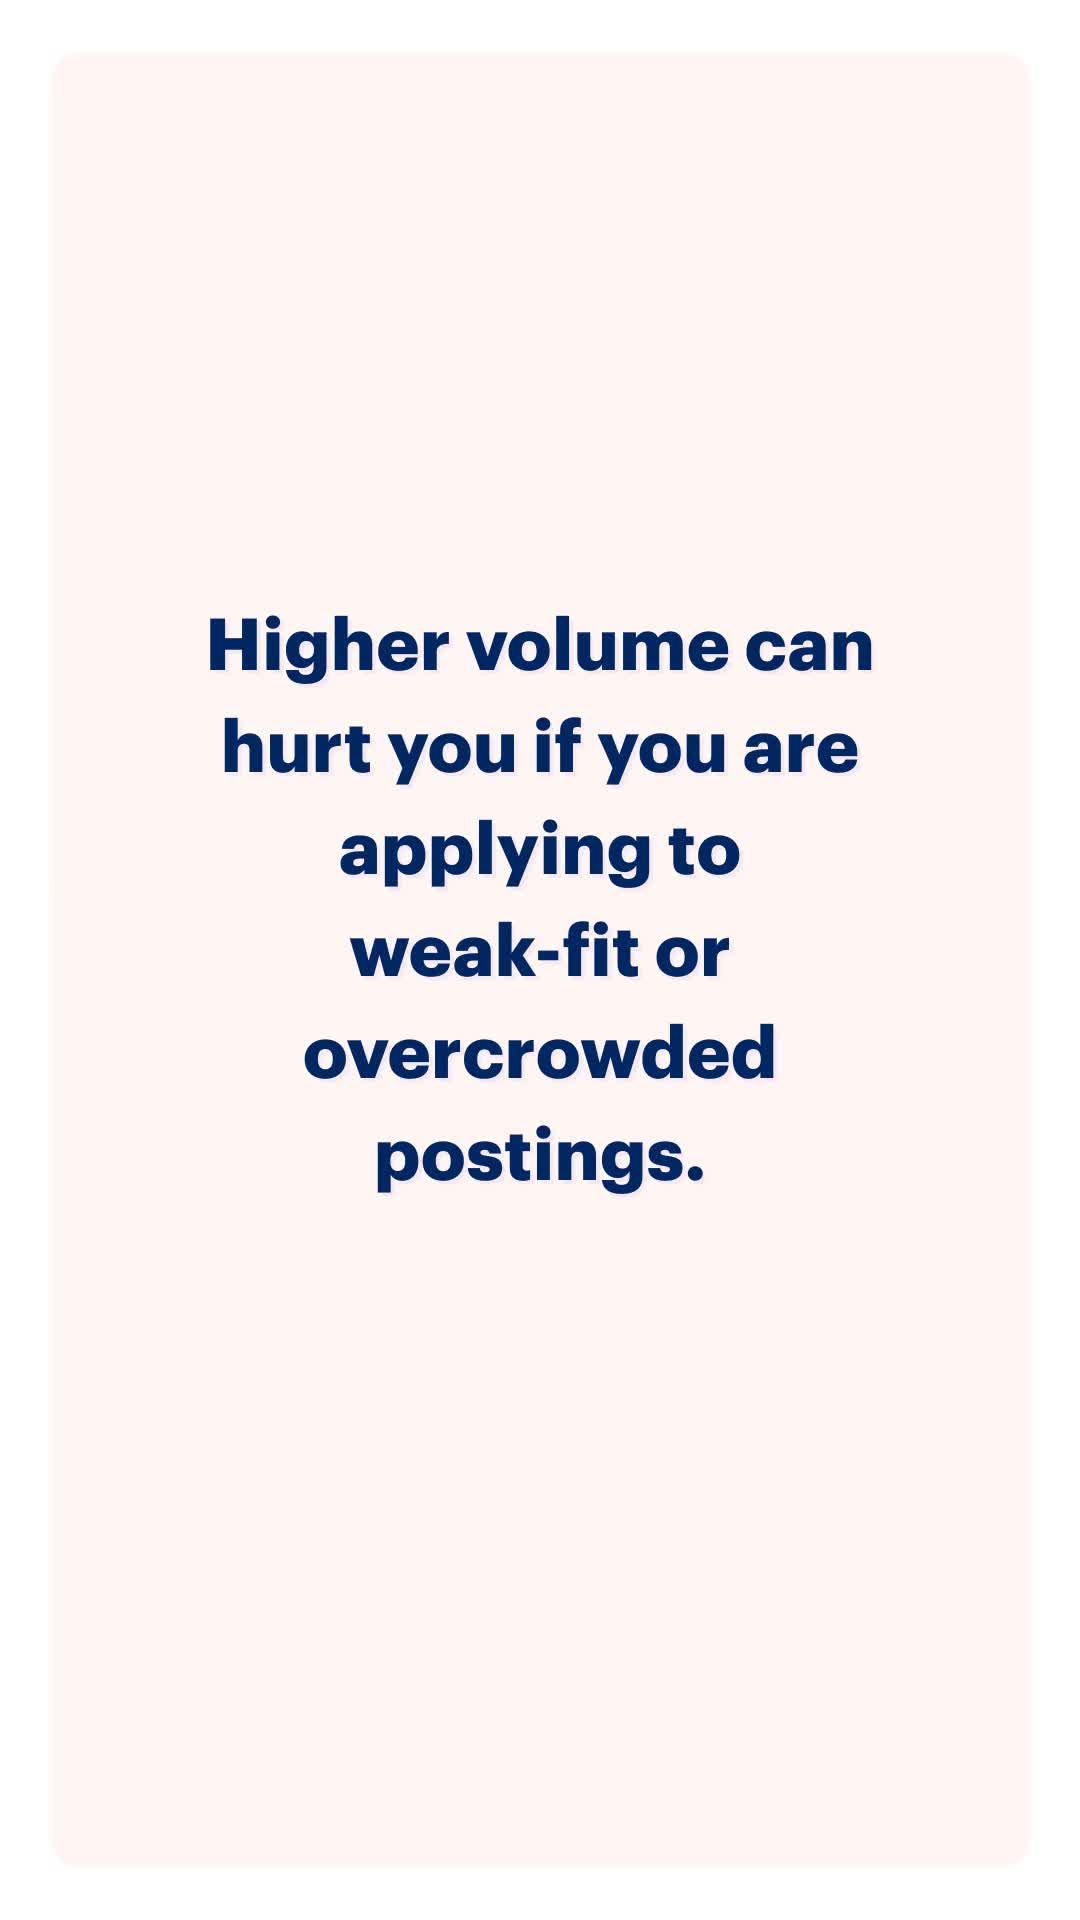 Higher volume can
hurt you if you are
applying to
weak-fit or
overcrowded
postings.